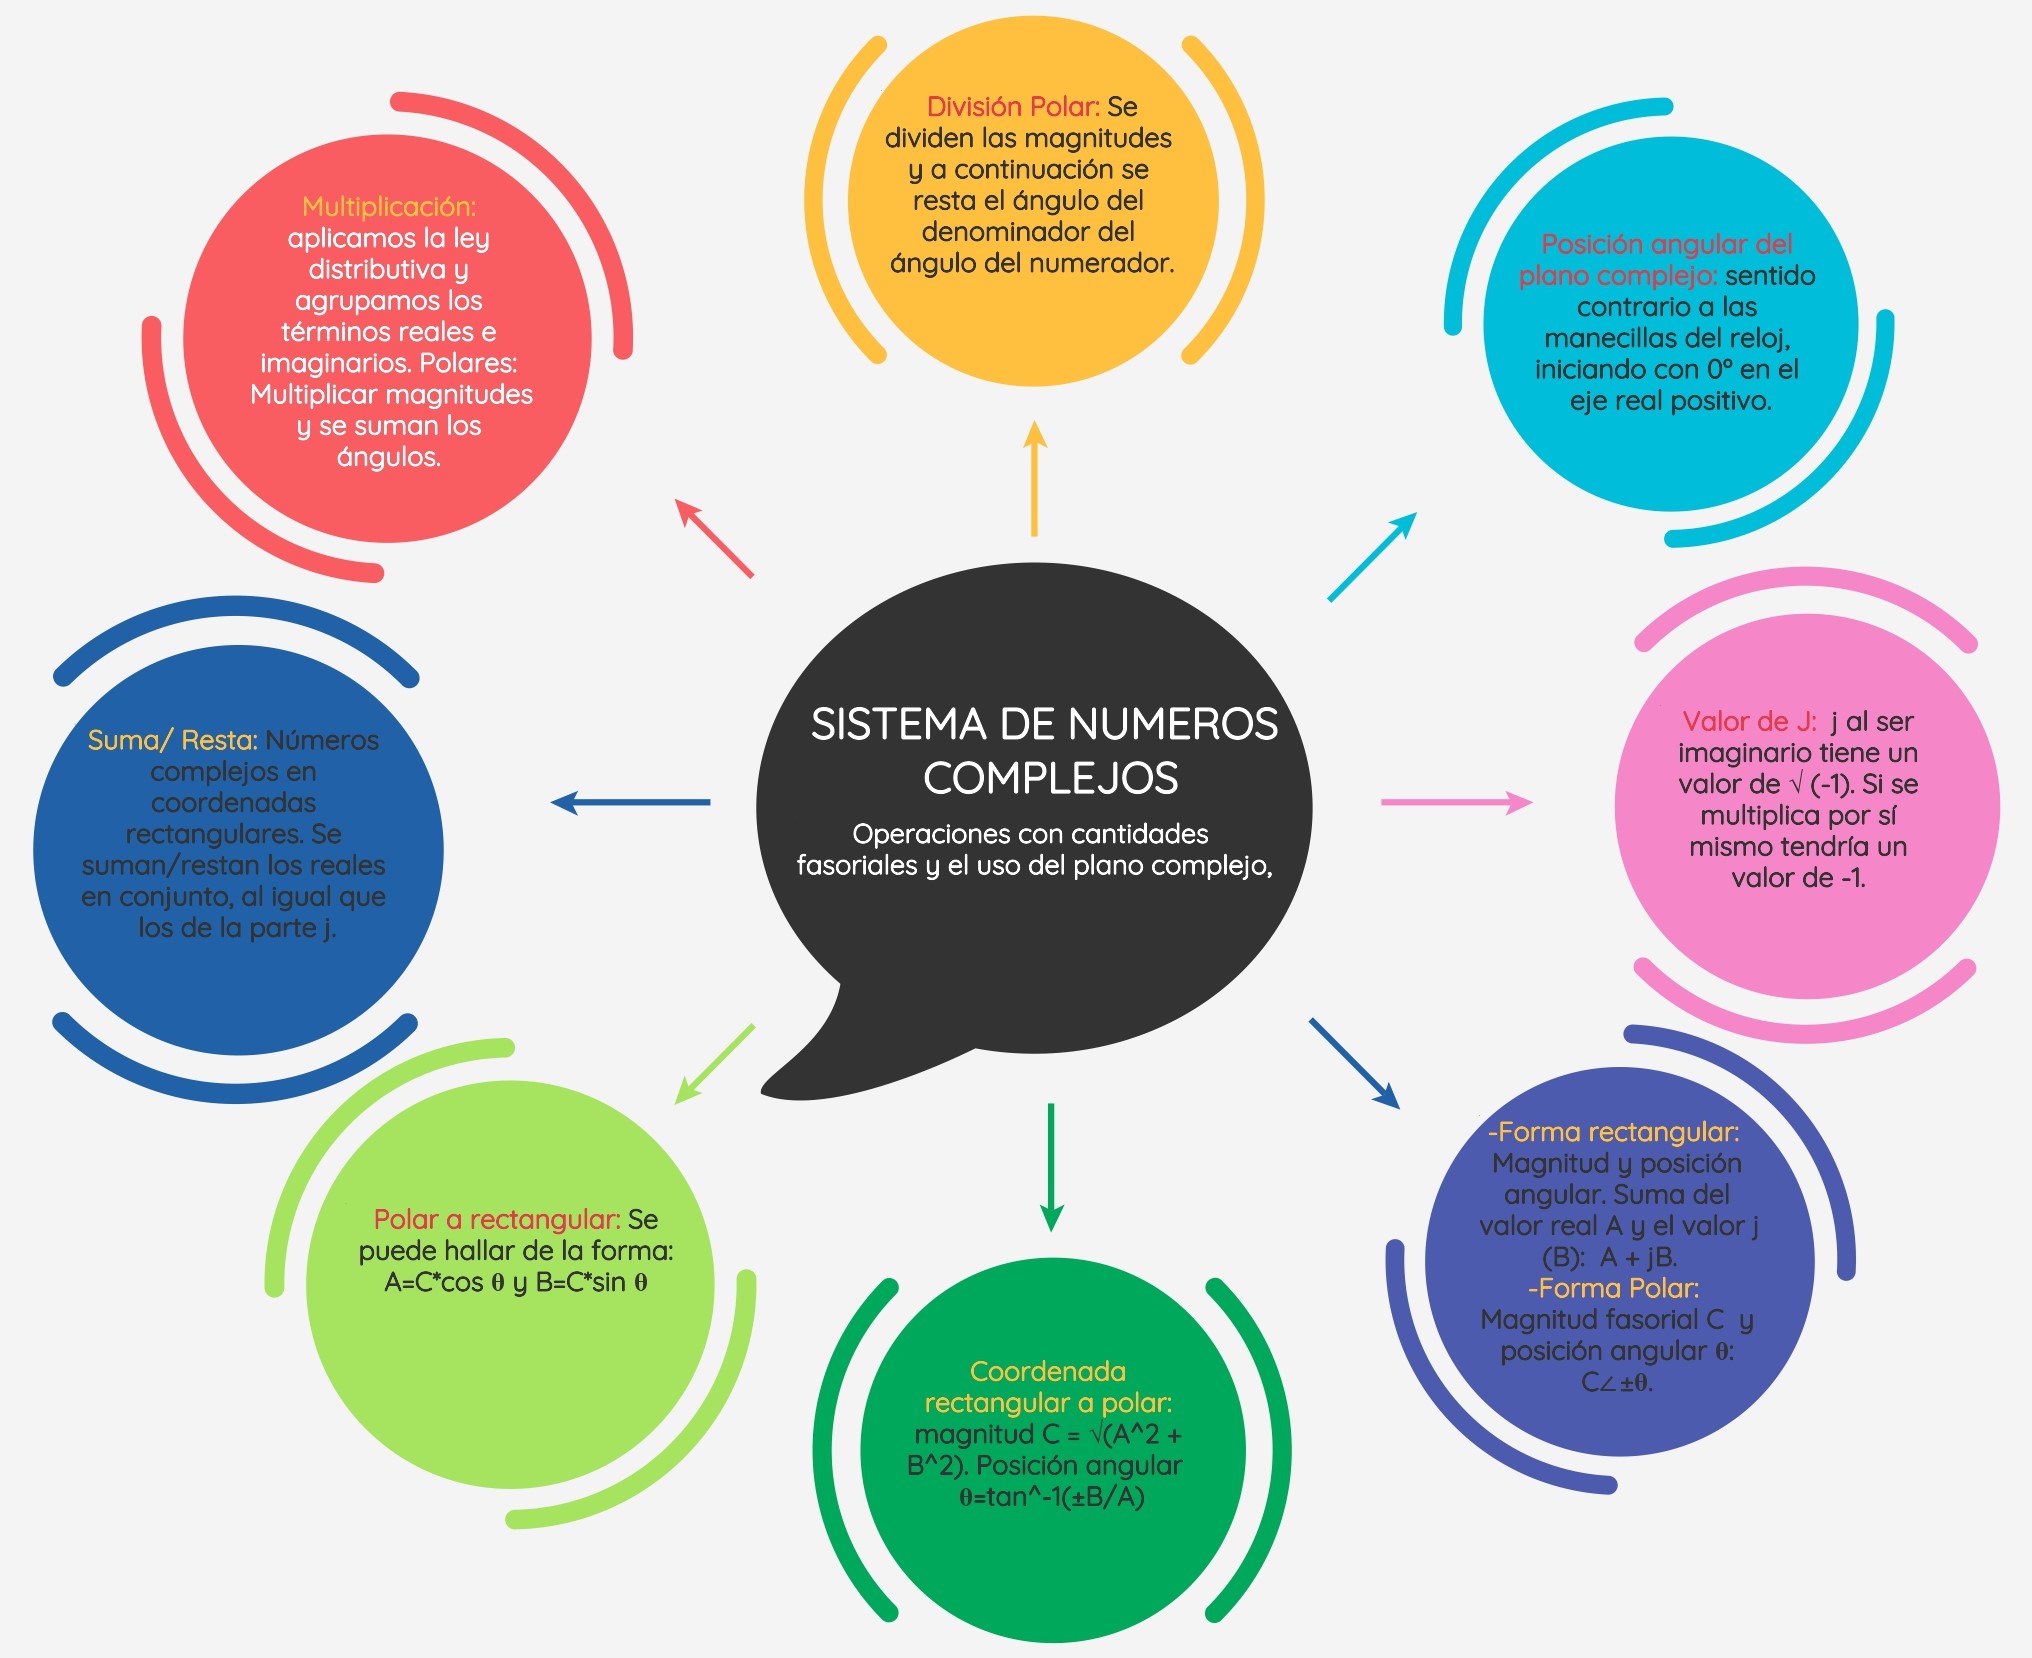 División Polar: Se
dividen las magnitudes
y a continuación se
resta el ángulo del
denominador del
ángulo del numerador.
Multiplicación:
aplicamos la ley
distributiva y
agrupamos los
términos reales e
imaginarios. Polares:
Multiplicar magnitudes
y se suman los
ángulos.
Posición angular del
plano complejo: sentido
contrario a las
manecillas del reloj,
iniciando con 0° en el
eje real positivo.
SISTEMA DE NUMEROS
COMPLEJOS
Operaciones con cantidades
fasoriales y el uso del plano complejo,
Suma/ Resta: Números
complejos en
coordenadas
rectangulares. Se
suman/restan los reales
en conjunto, al igual que
los de la parte j.
Valor de J: j al ser
imaginario tiene un
valor de √ (-1). Si se
multiplica por sí
mismo tendría un
valor de -1.
Polar a rectangular: Se
puede hallar de la forma:
A=C*cos θ y B=C*sin θ
-Forma rectangular:
Magnitud y posición
angular. Suma del
valor real A y el valor j
(B): A + jB.
-Forma Polar:
Magnitud fasorial C y
posición angular θ:
C∠±θ.
Coordenada
rectangular a polar:
magnitud C = √(A^2 +
B^2). Posición angular
θ=tan^-1(±B/A)